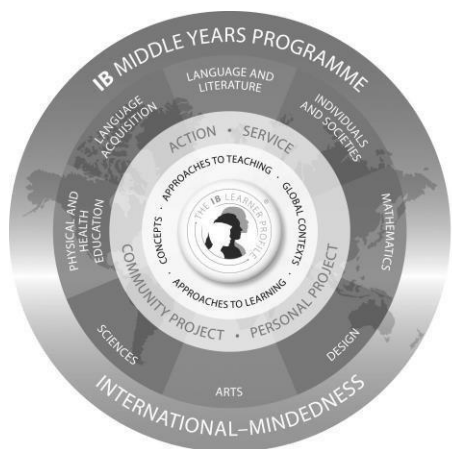 IB MIDDLE YEARS PROGRAMME
LANGUAGE AND
LITERATURE
INDIVIDUALS
AND SOCIETIES
MATHEMATICS
DESIGN
ARTS
SCIENCES
PHYSICAL AND
HEALTH
EDUCATION
LANGUAGE
ACQUISITION
ACTION • SERVICE
PERSONAL PROJECT
COMMUNITY PROJECT
APPROACHES TO TEACHING
GLOBAL CONTEXTS
APPROACHES TO LEARNING
CONCEPTS
THE IB LEARNER PROFILE
INTERNATIONAL–MINDEDNESS